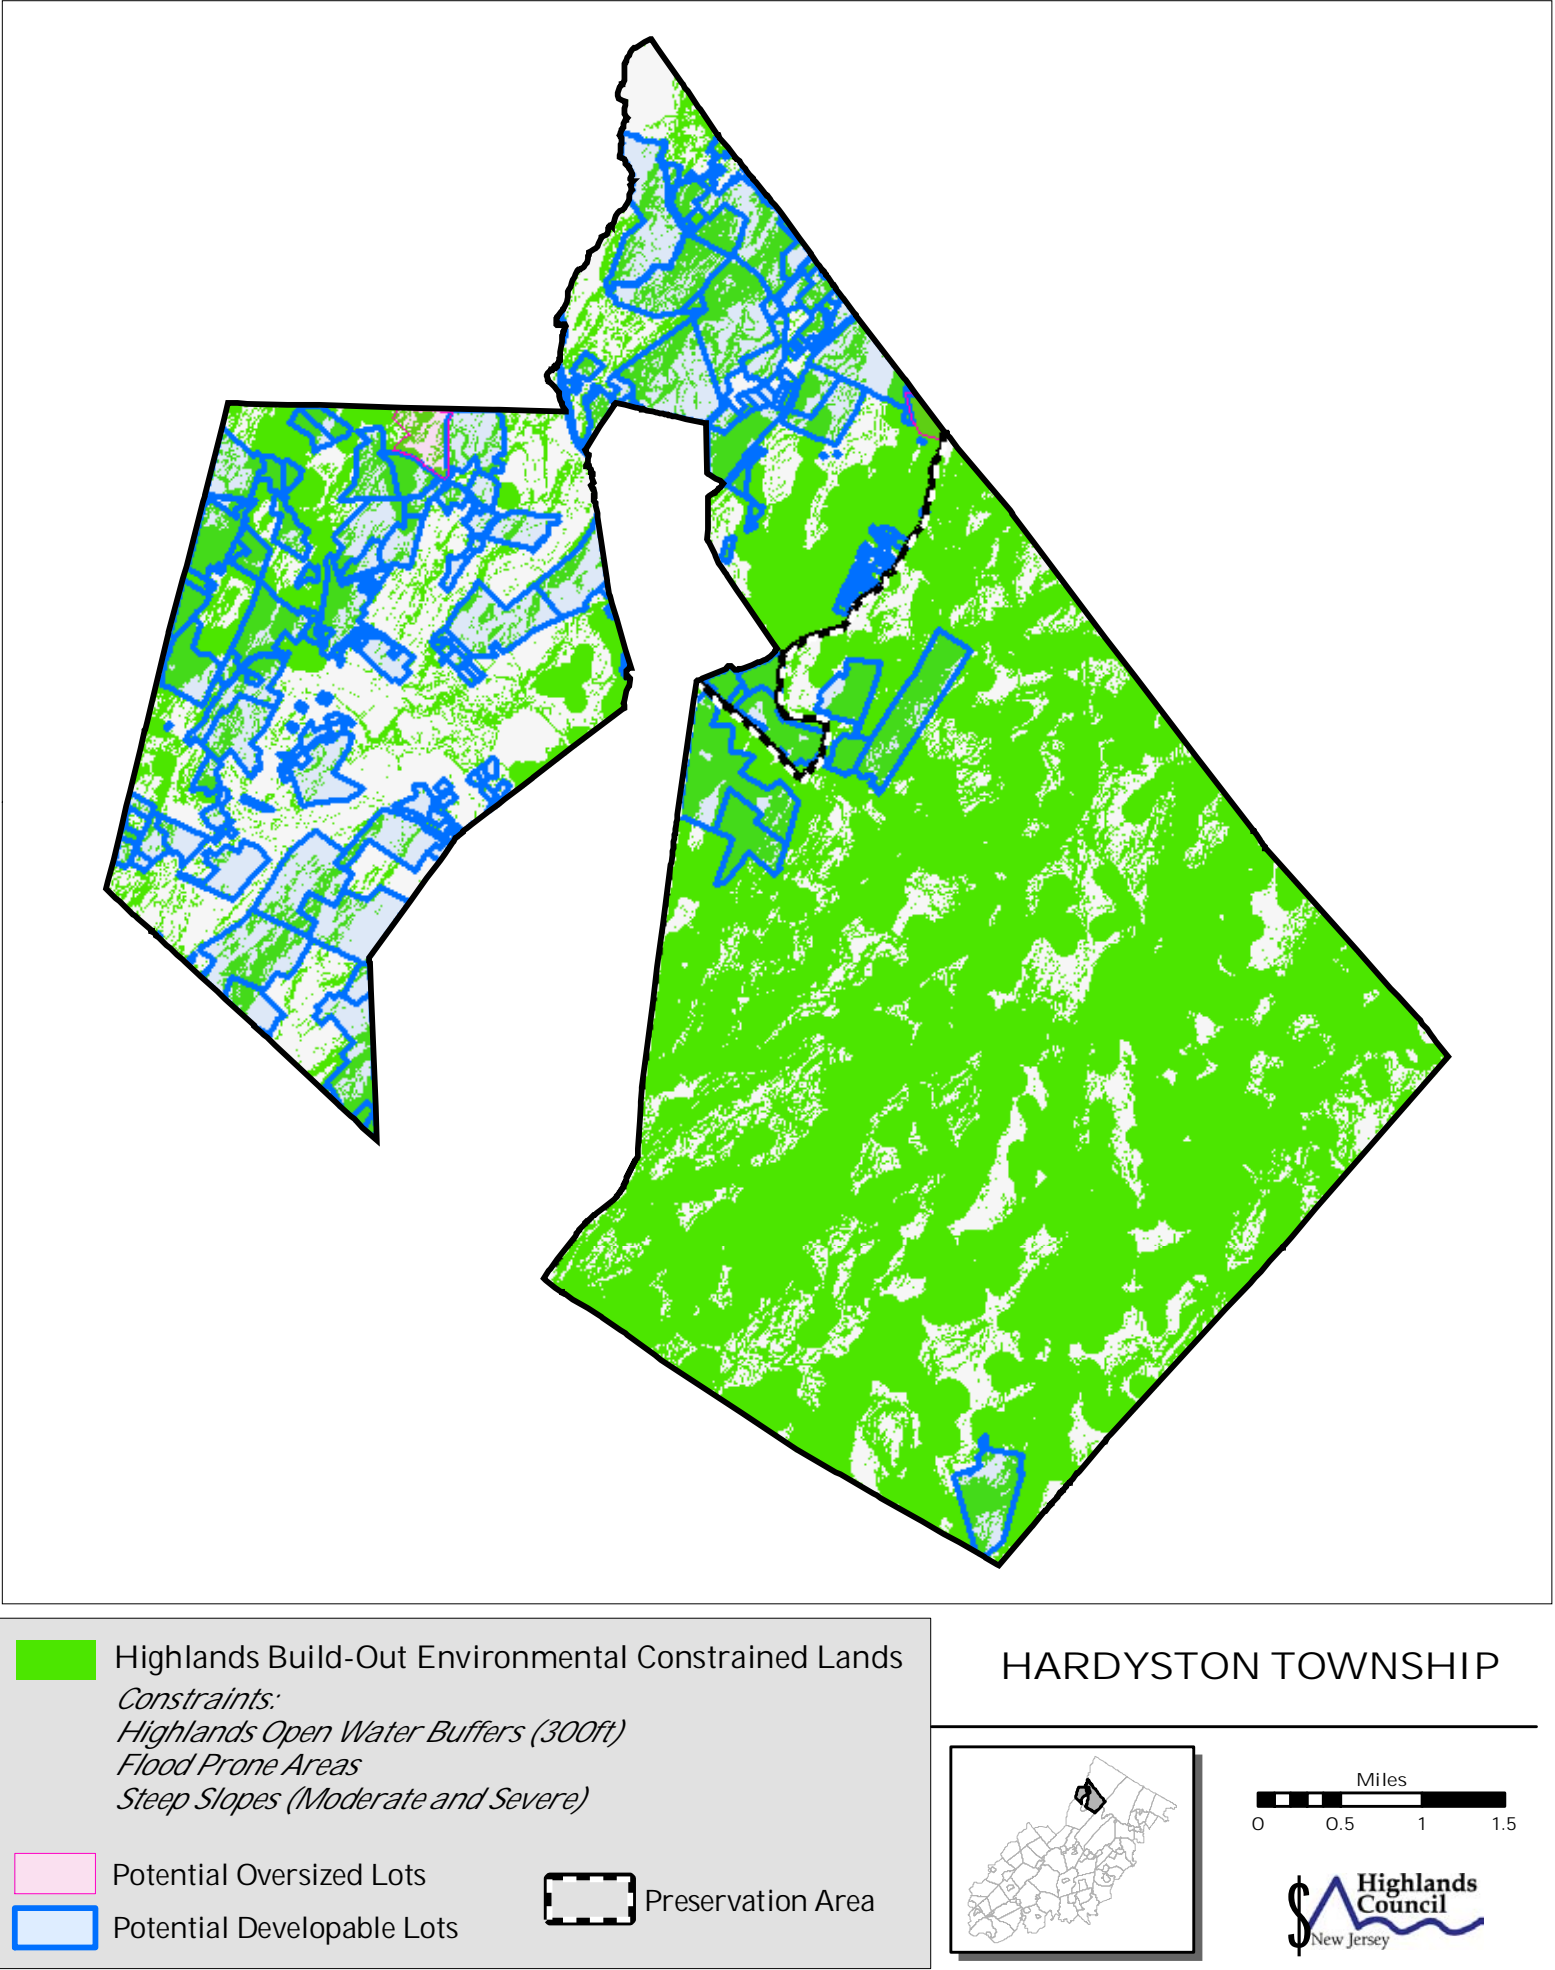 Highlands Build-Out Environmental Constrained Lands
Constraints:
Highlands Open Water Buffers (300ft)
Flood Prone Areas
Steep Slopes (Moderate and Severe)
Potential Oversized Lots
Potential Developable Lots
Preservation Area
HARDYSTON TOWNSHIP
Miles
0 0.5 1 1.5
$
Highlands
Council
New Jersey